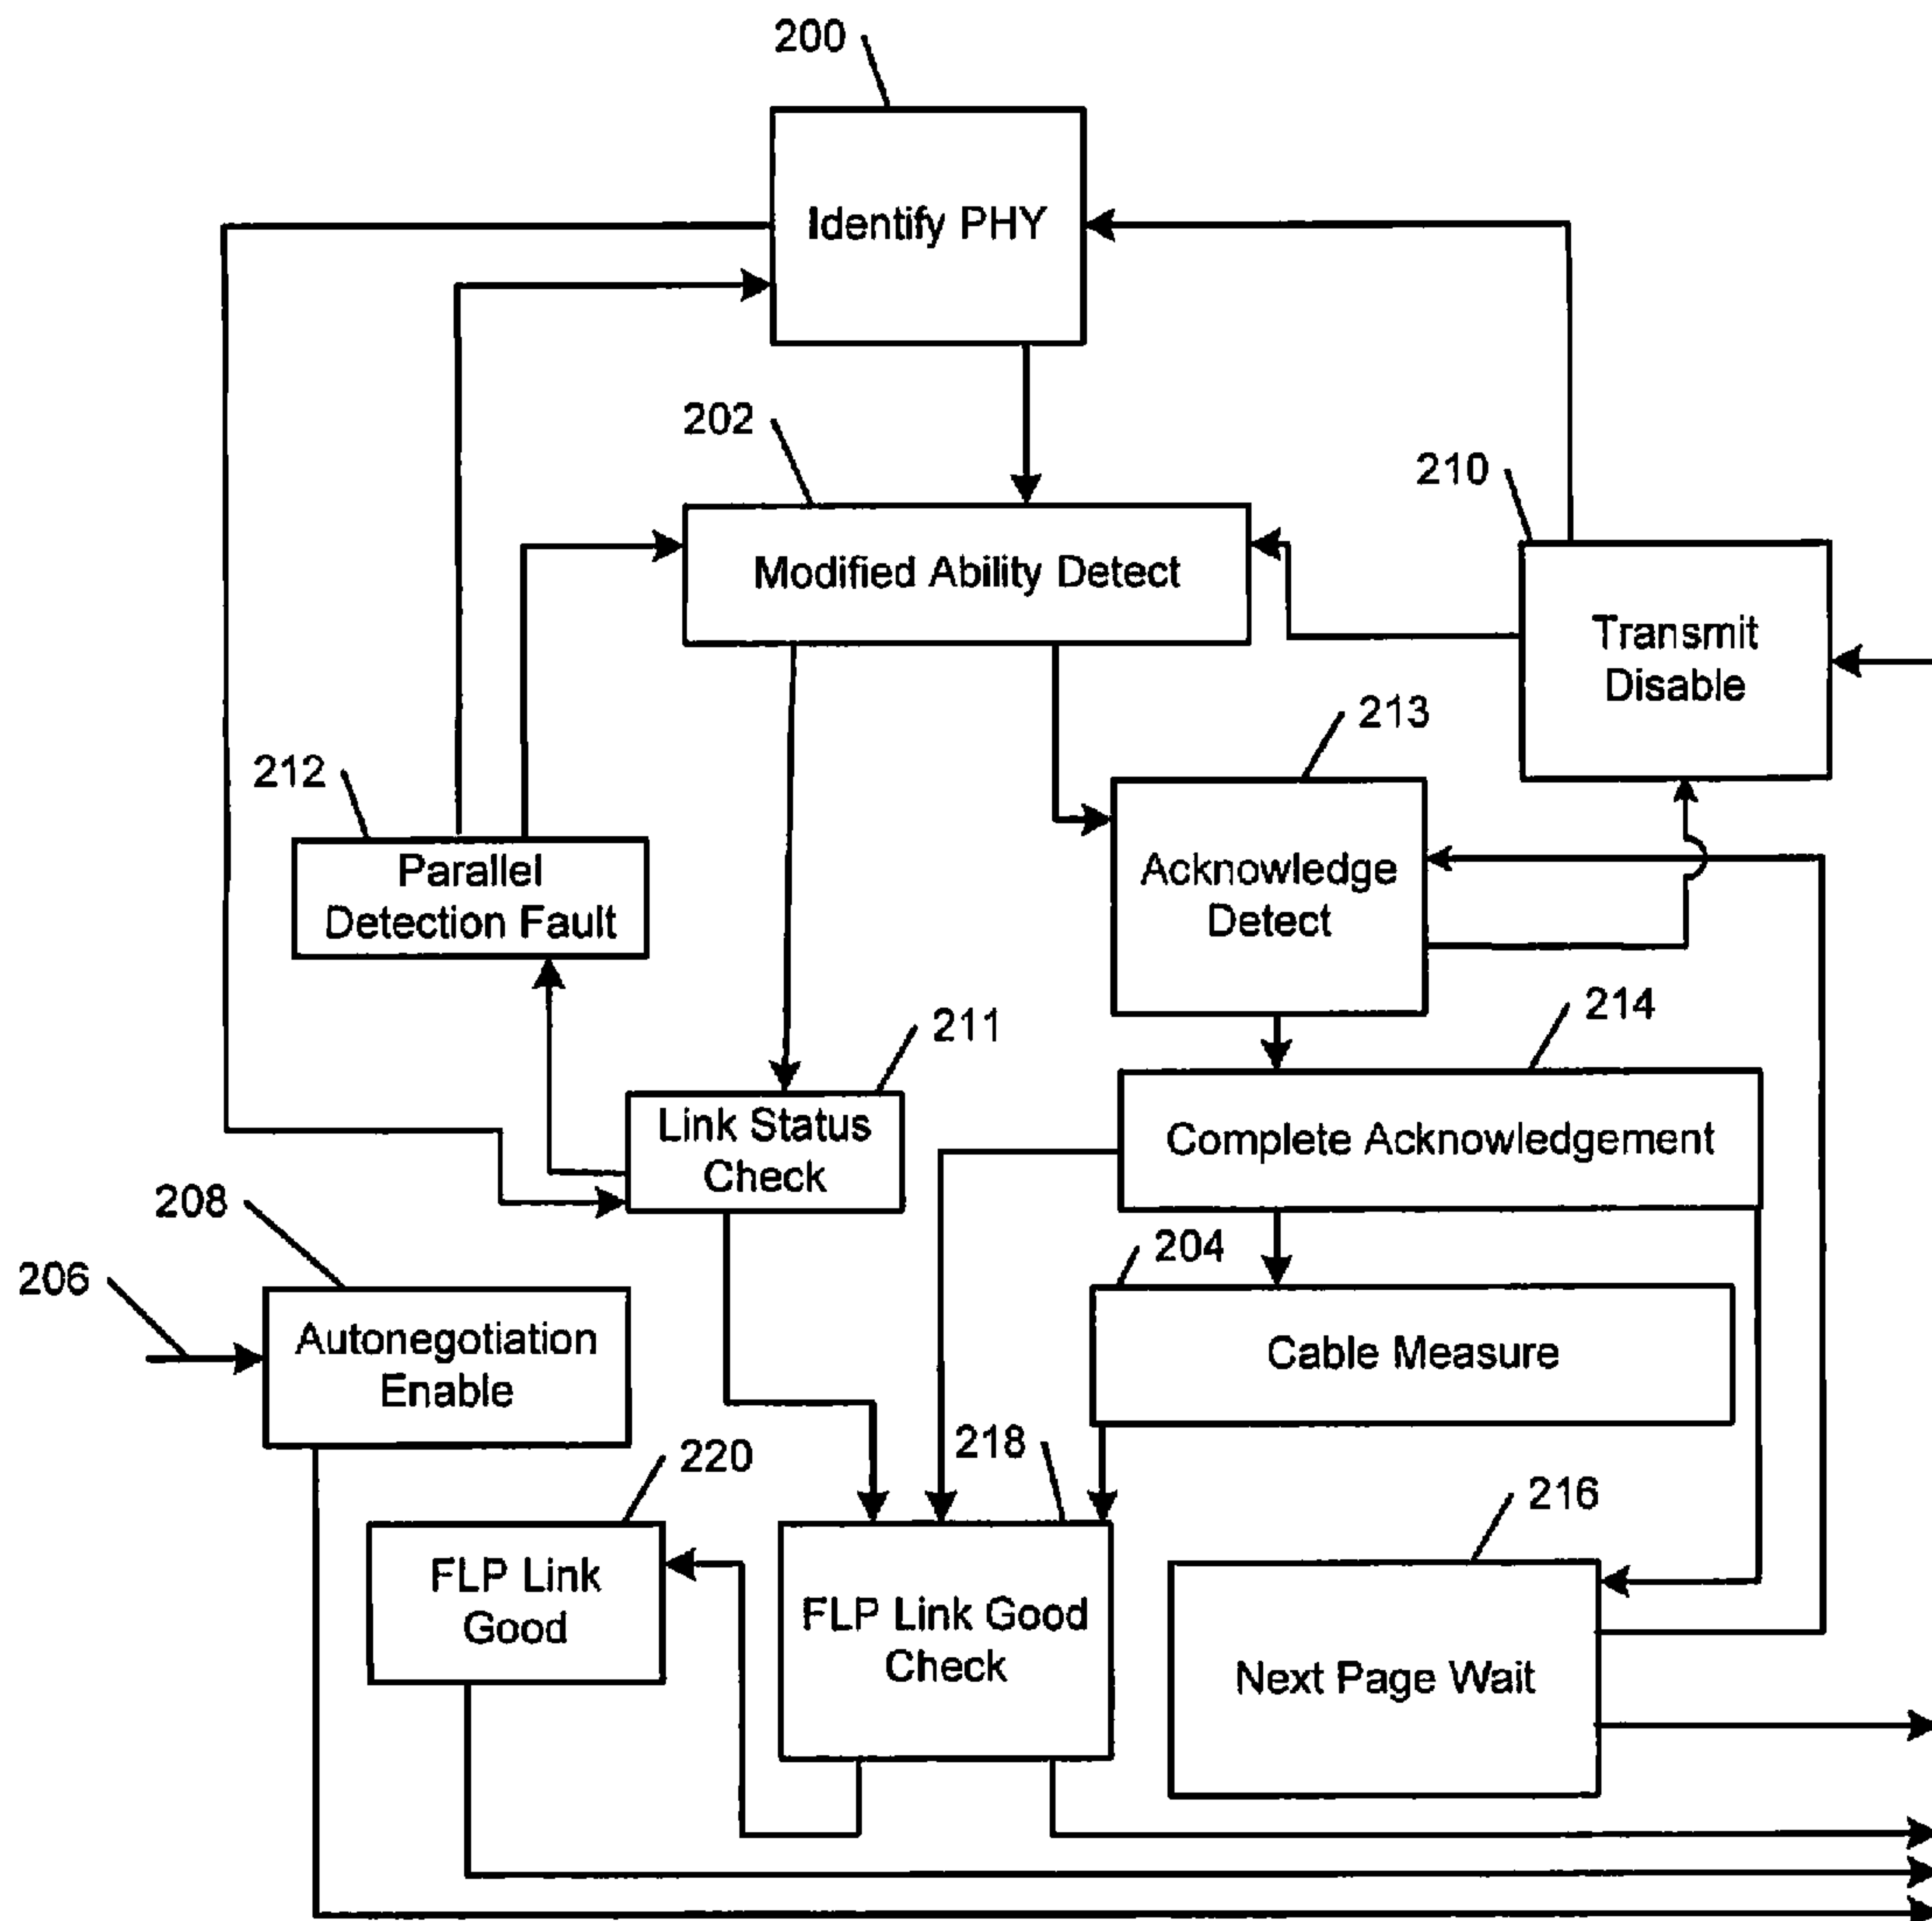 200
Identify PHY
202
Modified Ability Detect
210
Transmit
Disable
213
Acknowledge
Detect
212
Parallel
Detection Fault
214
Complete Acknowledgement
211
Link Status
Check
208
206
Autonegotiation
Enable
204
Cable Measure
220
FLP Link
Good
218
FLP Link Good
Check
216
Next Page Wait